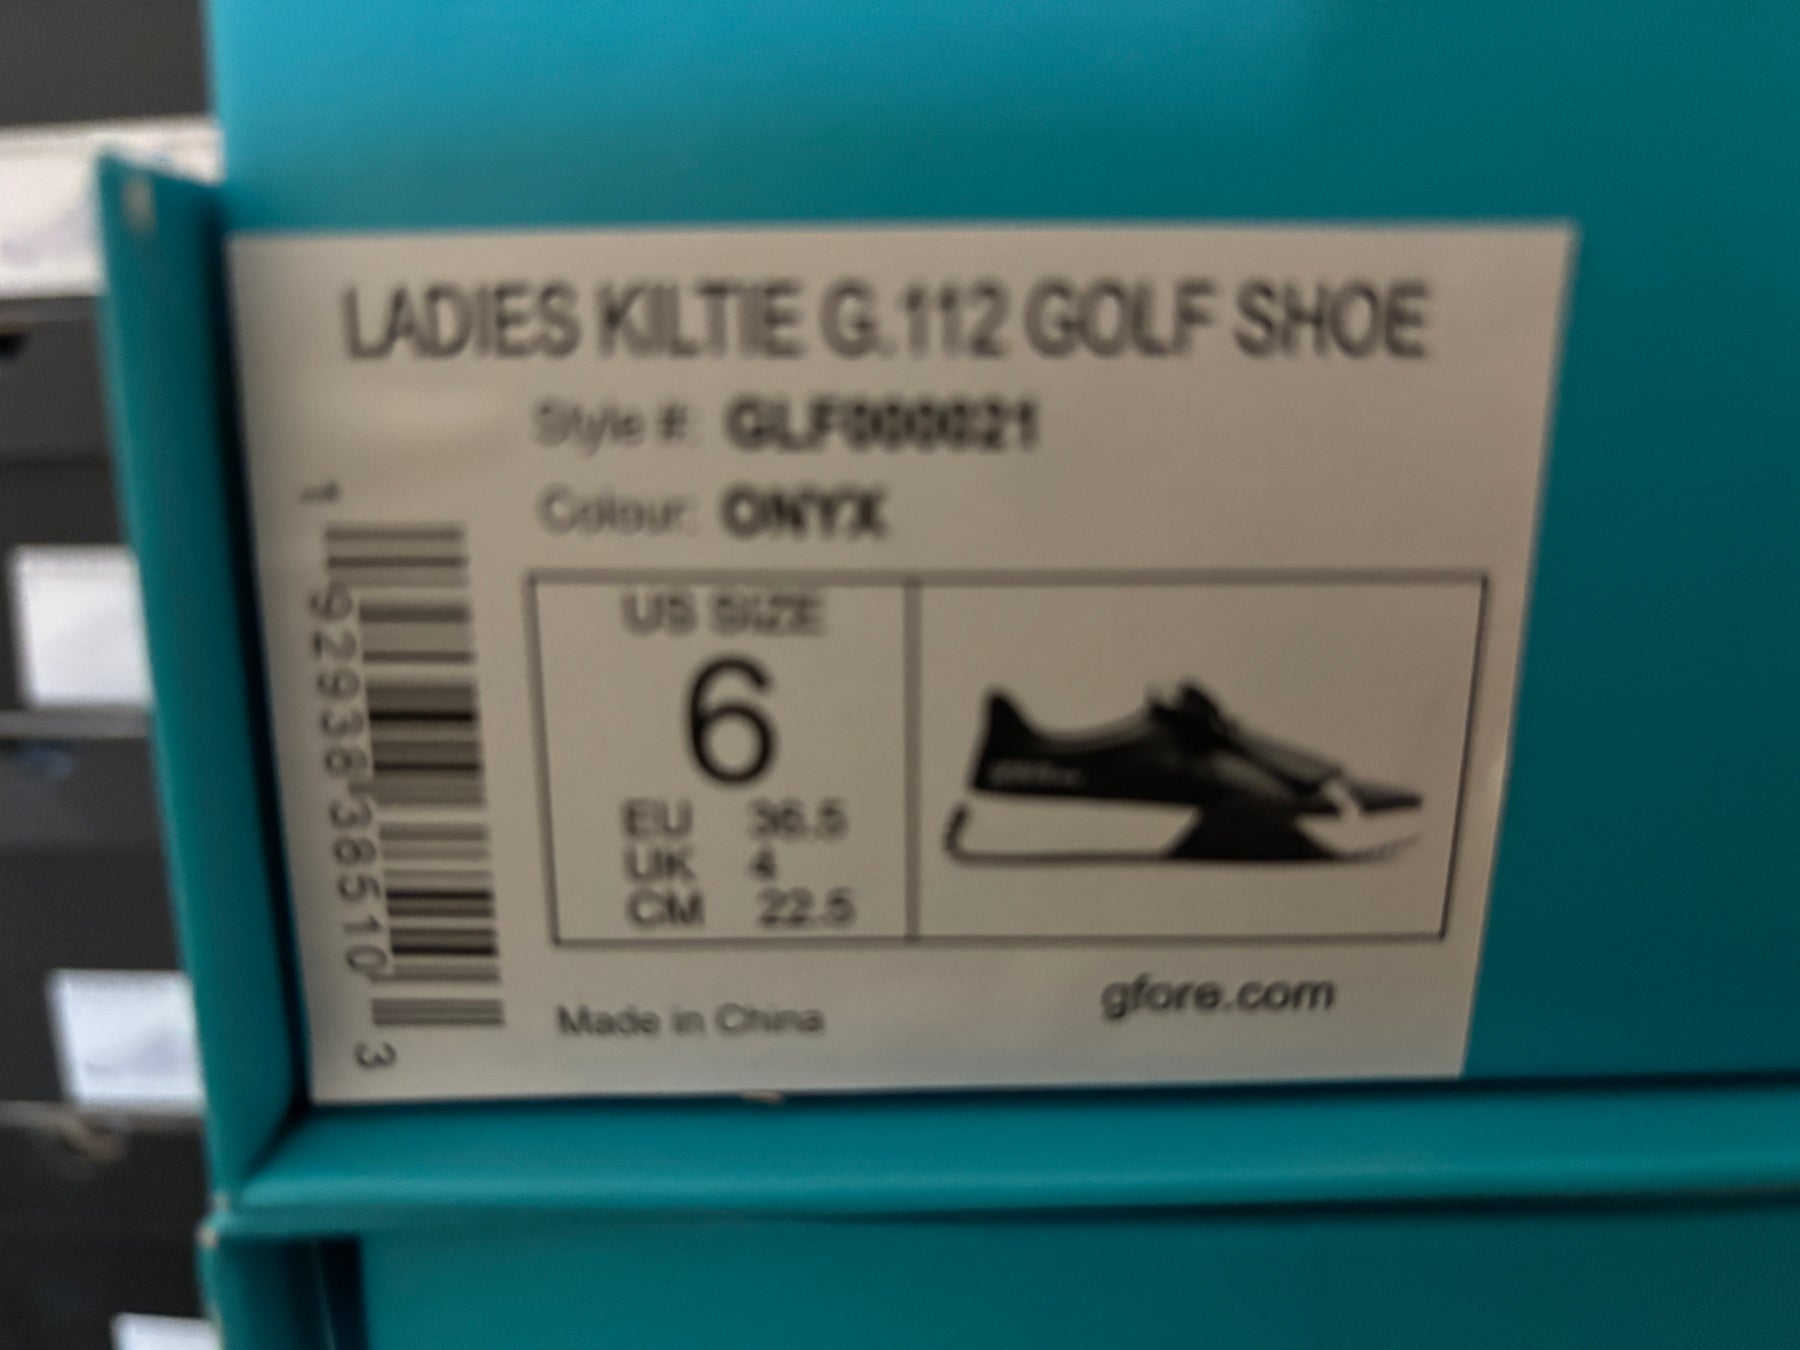 LADIES KILTIE G.112 GOLF SHOE
Style #: GLF000021
Colour: ONYX
1 92938 38510 3
US SIZE
6
EU 36.5
UK 4
CM 22.5
Made in China
gfore.com